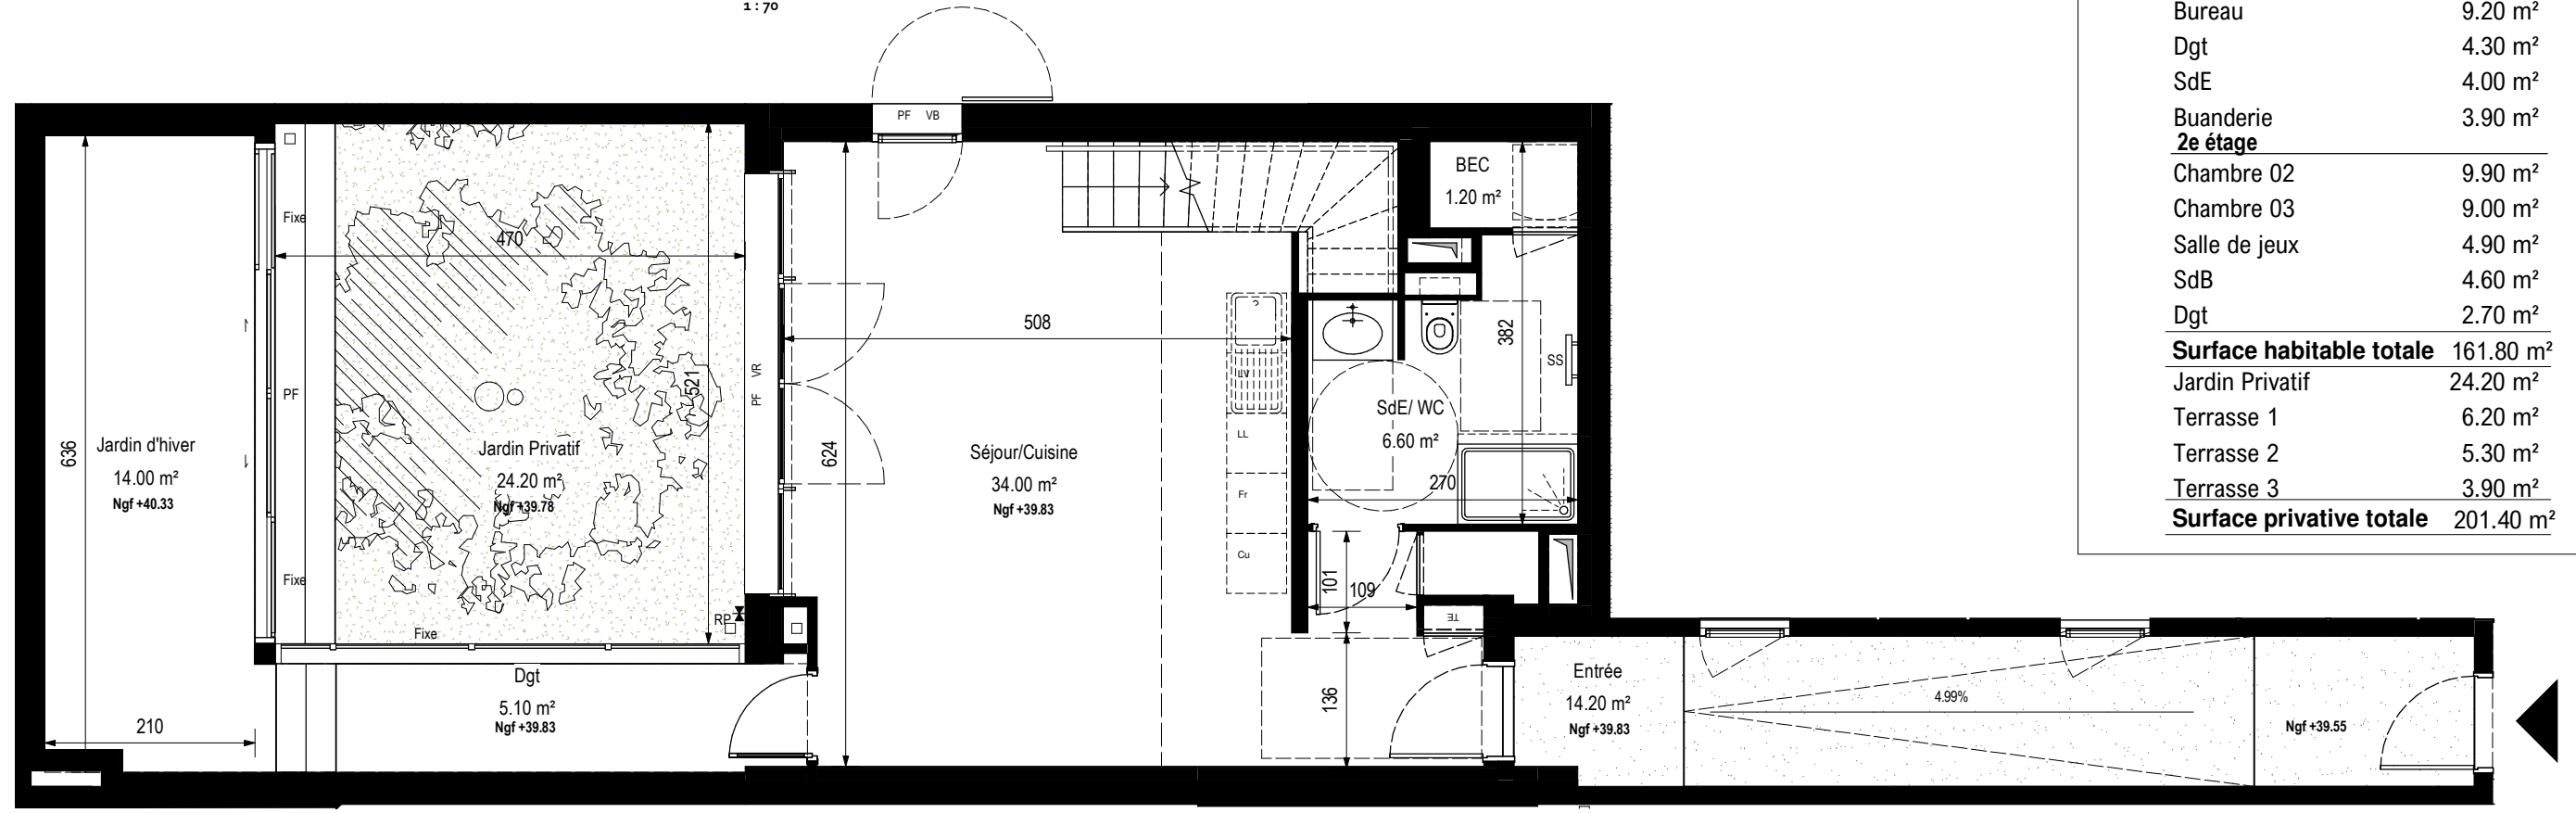 1 : 70
Bureau 9.20 m²
Dgt 4.30 m²
SdE 4.00 m²
Buanderie 3.90 m²
2e étage
Chambre 02 9.90 m²
Chambre 03 9.00 m²
Salle de jeux 4.90 m²
SdB 4.60 m²
Dgt 2.70 m²
Surface habitable totale 161.80 m²
Jardin Privatif 24.20 m²
Terrasse 1 6.20 m²
Terrasse 2 5.30 m²
Terrasse 3 3.90 m²
Surface privative totale 201.40 m²
PF VB
BEC
1.20 m²
Fixe
470
508
382
SS
PF
521
PF VR
LV
SdE/ WC
6.60 m²
636
Jardin d'hiver
14.00 m²
Ngf +40.33
Jardin Privatif
24.20 m²
Ngf +39.78
624
Séjour/Cuisine
34.00 m²
Ngf +39.83
LL
Fr
Cu
270
Fixe
101
109
TE
RP
Fixe
Dgt
5.10 m²
Ngf +39.83
210
136
Entrée
14.20 m²
Ngf +39.83
4.99%
Ngf +39.55